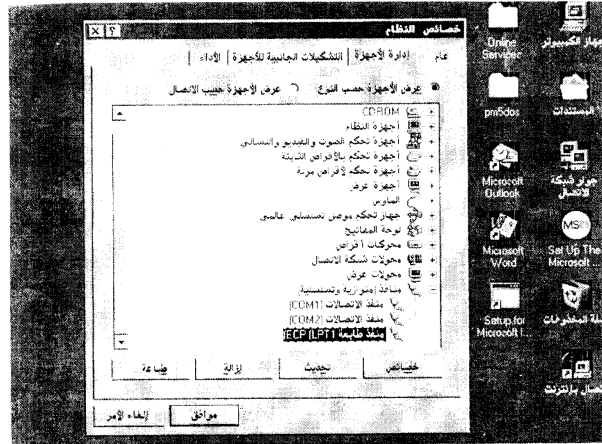 خصائص النظام
عام
إدارة الأجهزة
التشكيلات الجانبية للأجهزة
الأداء
عرض الأجهزة حسب النوع
عرض الأجهزة حسب الاتصال
CDROM
أجهزة النظام
أجهزة تحكم الصوت والفيديو والتسالي
أجهزة تحكم بالأقراص الثابتة
أجهزة تحكم لأقراص مرنة
أجهزة عرض
الماوس
جهاز تحكم موصل تسلسلي عالمي
لوحة المفاتيح
محركات أقراص
محولات شبكة الاتصال
محولات عرض
منافذ (متوازية وتسلسلية)
منفذ الاتصالات (COM1)
منفذ الاتصالات (COM2)
منفذ طابعة ECP (LPT1)
خصائص
تحديث
إزالة
طباعة
موافق
إلغاء الأمر
جهاز الكمبيوتر
Online
Services
المستندات
pm5dos
جوار شبكة
الاتصال
Microsoft
Outlook
MS
Set Up The
Microsoft ...
Microsoft
Word
سلة المحذوفات
Setup for
Microsoft I...
اتصال بإنترنت